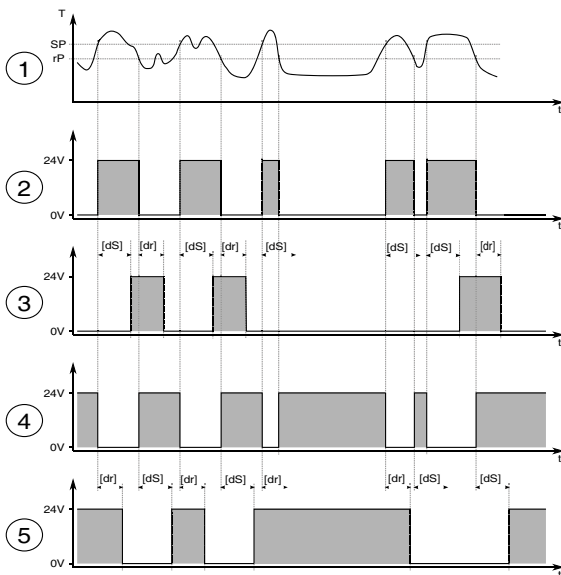 T
SP
rP
1
t
24V
2
0V
t
[dS] [dr] [dS] [dr] [dS] [dS] [dS] [dr]
24V
3
0V
t
24V
4
0V
t
[dr] [dS] [dr] [dS] [dr] [dr] [dS] [dS]
24V
5
0V
t